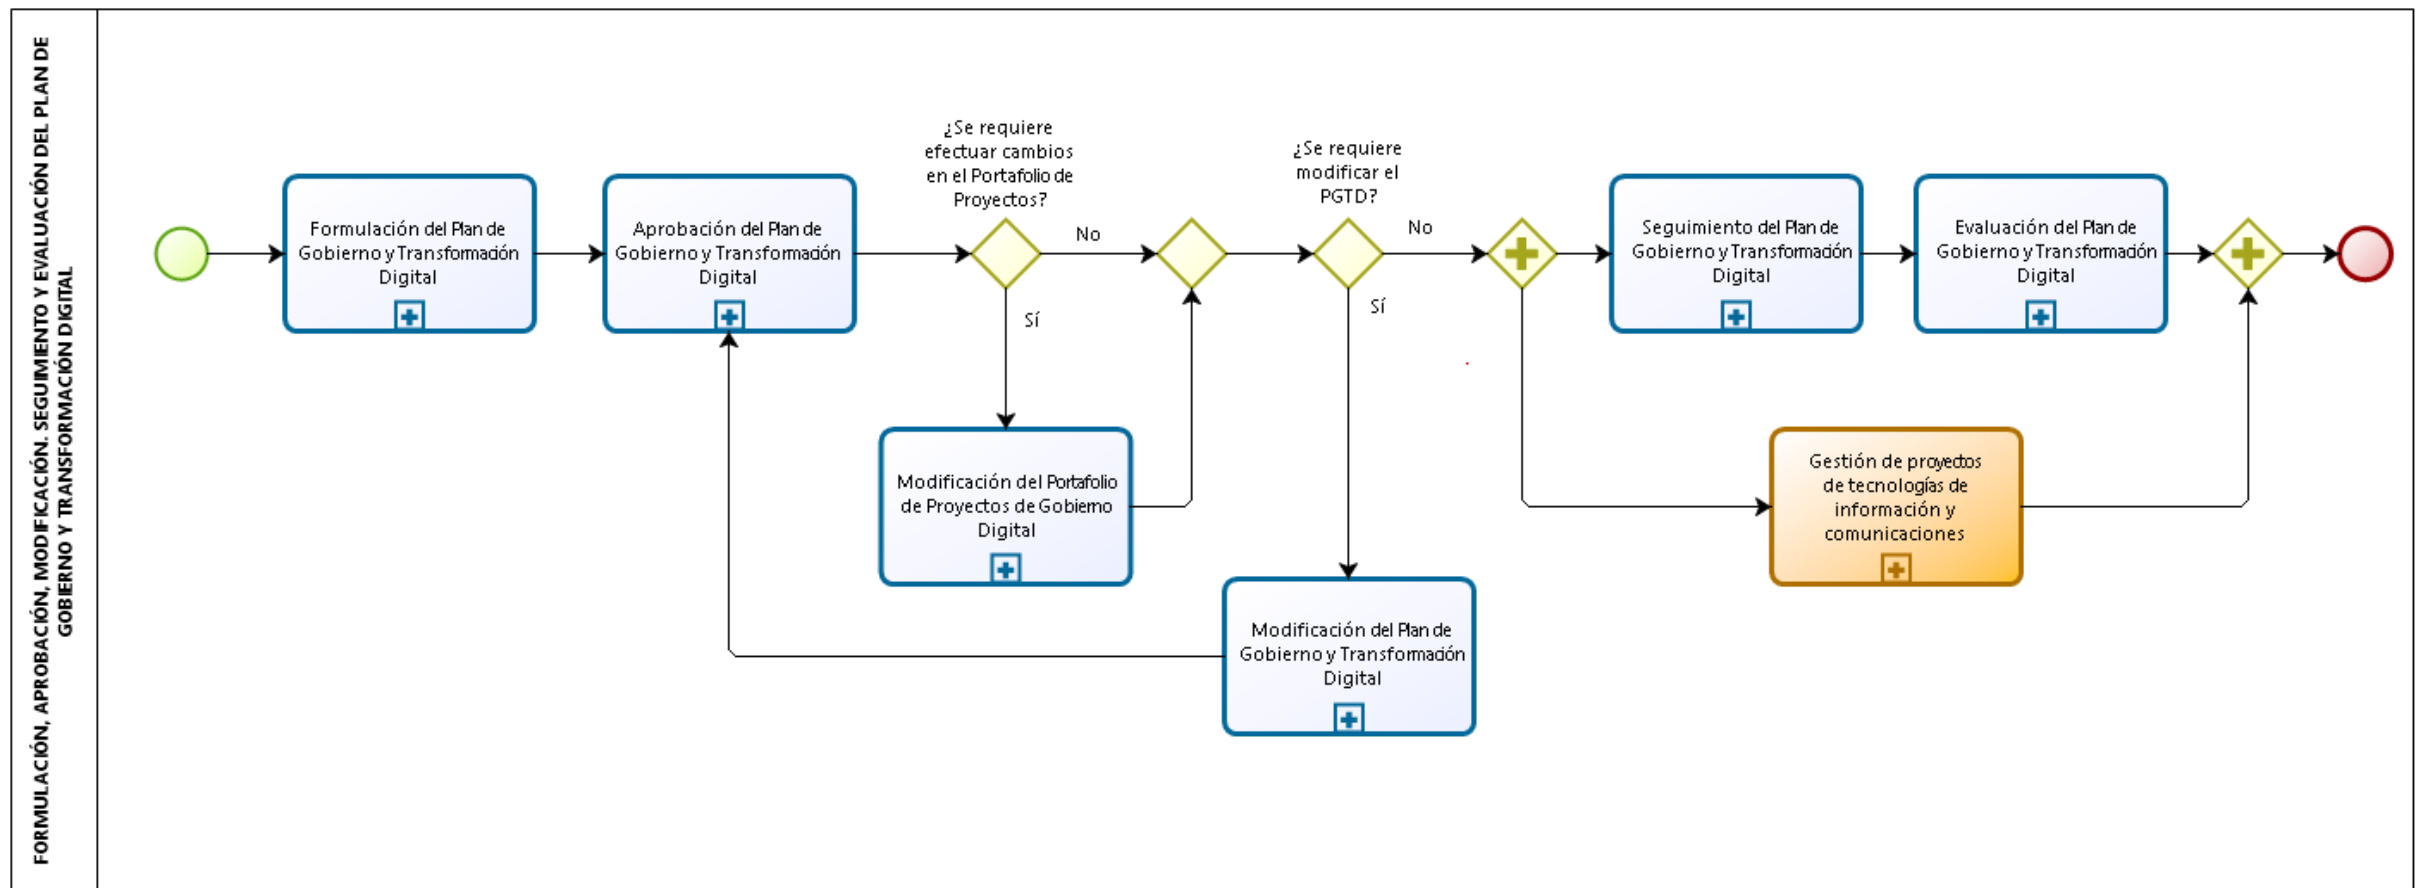 FORMULACIÓN, APROBACIÓN, MODIFICACIÓN. SEGUIMIENTO Y EVALUACIÓN DEL PLAN DE
GOBIERNO Y TRANSFORMACIÓN DIGITAL
Formulación del Plan de
Gobierno y Transformación
Digital
Aprobación del Plan de
Gobierno y Transformación
Digital
¿Se requiere
efectuar cambios
en el Portafolio de
Proyectos?
No
Sí
Modificación del Portafolio
de Proyectos de Gobierno
Digital
¿Se requiere
modificar el
PGTD?
No
Sí
Modificación del Plan de
Gobierno y Transformación
Digital
Seguimiento del Plan de
Gobierno y Transformación
Digital
Evaluación del Plan de
Gobierno y Transformación
Digital
Gestión de proyectos
de tecnologías de
información y
comunicaciones